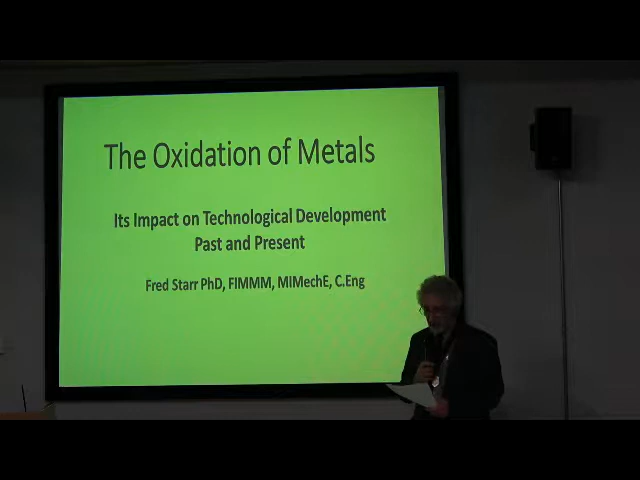 The Oxidation of Metals
Its Impact on Technological Development
Past and Present
Fred Starr PhD, FIMMM, MIMechE, C.Eng